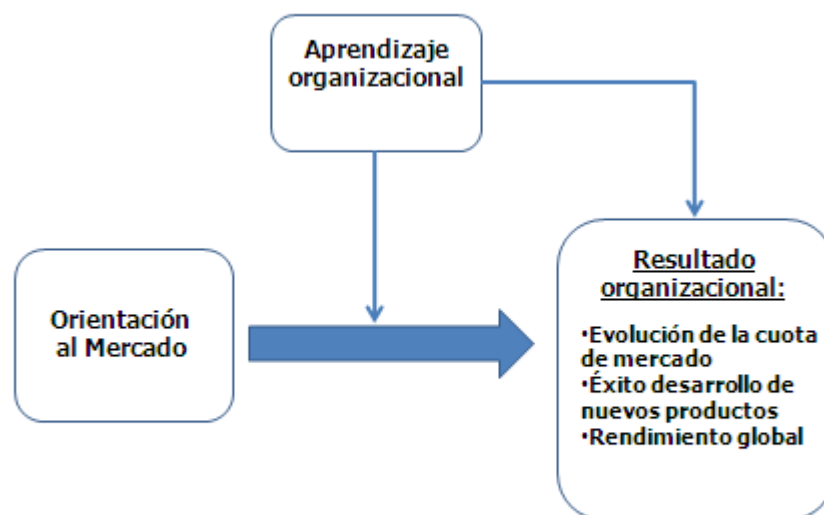 Aprendizaje
organizacional
Orientación
al Mercado
Resultado
organizacional:
•Evolución de la cuota
de mercado
•Éxito desarrollo de
nuevos productos
•Rendimiento global